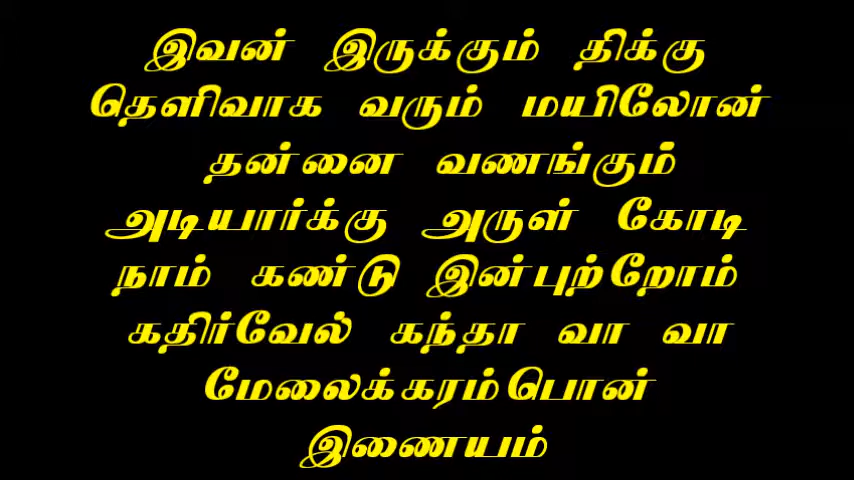 இவன் இருக்கும் திக்கு
தெளிவாக வரும் மயிலோன்
தன்னை வணங்கும்
அடியார்க்கு அருள் கோடி
நாம் கண்டு இன்புற்றோம்
கதிர்வேல் கந்தா வா வா
மேலைக்கரம்பொன்
இணையம்